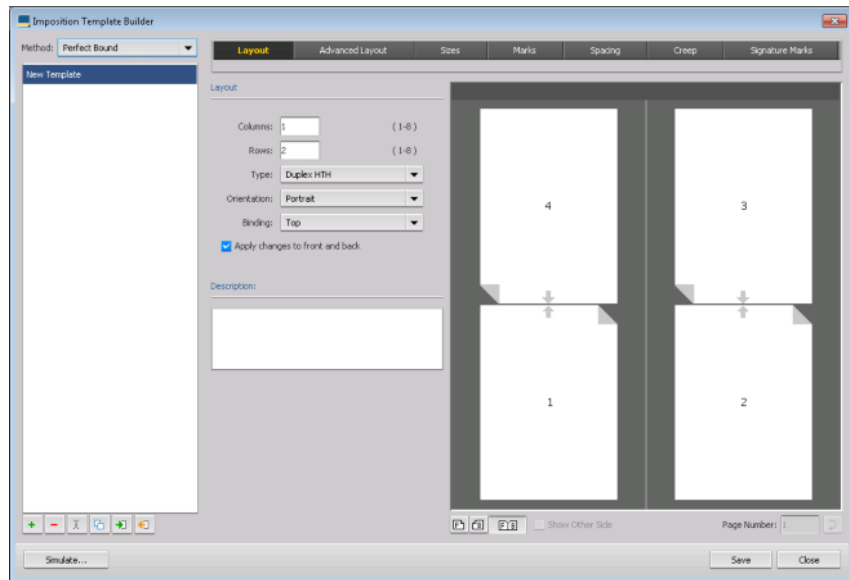 Imposition Template Builder
Method: Perfect Bound
Layout Advanced Layout Sizes Marks Spacing Creep Signature Marks
New Template
Layout
Columns: 1 (1-8)
Rows: 2 (1-8)
Type: Duplex HTH
Orientation: Portrait
Binding: Top
Apply changes to front and back
Description:
4 3
1 2
Show Other Side
Page Number: 1
Simulate...
Save Close